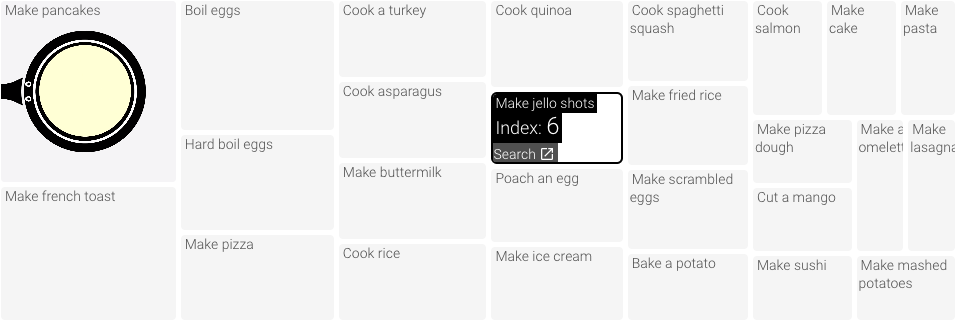 Make pancakes
Make french toast
Boil eggs
Hard boil eggs
Make pizza
Cook a turkey
Cook asparagus
Make buttermilk
Cook rice
Cook quinoa
Make jello shots
Index: 6
Search
Poach an egg
Make ice cream
Cook spaghetti
squash
Make fried rice
Make scrambled
eggs
Bake a potato
Cook
salmon
Make
cake
Make
pasta
Make pizza
dough
Cut a mango
Make sushi
Make a
omelett
Make
lasagna
Make mashed
potatoes